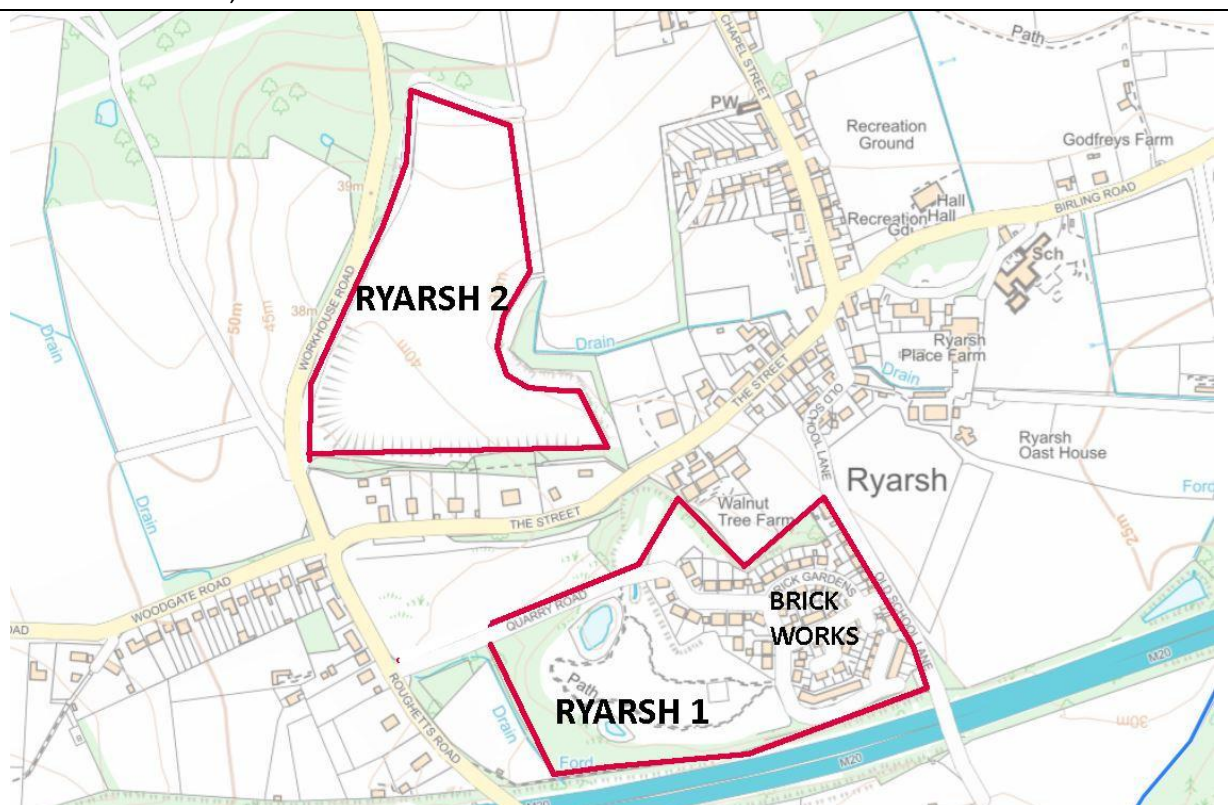 CHAPEL STREET
Path
PW
Recreation
Ground
Godfreys Farm
Hall
Hall
Recreation
Gd
BIRLING ROAD
39m
Sch
WORKHOUSE ROAD
50m
45m
38m
RYARSH 2
40m
Drain
Drain
THE STREET
Ryarsh
Place Farm
Drain
OLD SCHOOL LANE
Ryarsh
Oast House
Ryarsh
Ford
Walnut
Tree Farm
25m
Drain
THE STREET
WOODGATE ROAD
OAD
QUARRY ROAD
BRICK GARDENS
BRICK
WORKS
OLD SCHOOL LANE
M20
ROUGHETTS ROAD
Path
RYARSH 1
Drain
Ford
30m
M20
M20